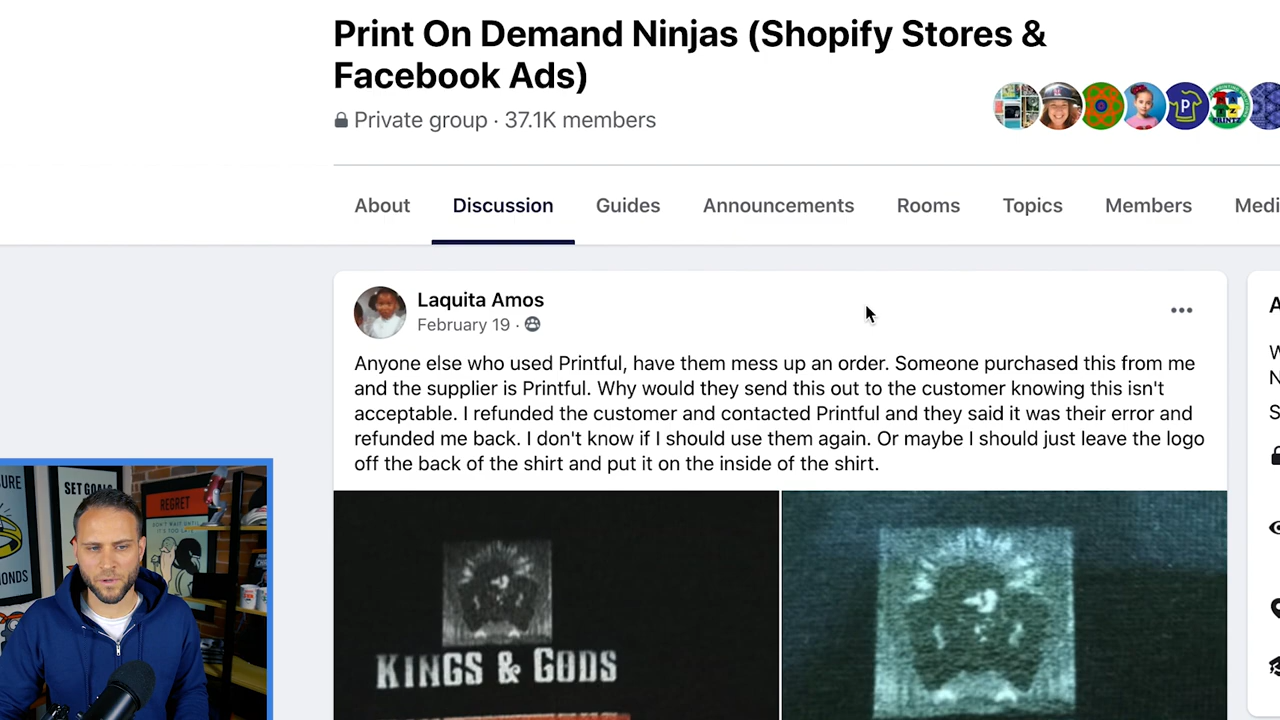 Print On Demand Ninjas (Shopify Stores &
Facebook Ads)
Private group · 37.1K members
About Discussion Guides Announcements Rooms Topics Members Medi
Laquita Amos
February 19 ·
Anyone else who used Printful, have them mess up an order. Someone purchased this from me
and the supplier is Printful. Why would they send this out to the customer knowing this isn't
acceptable. I refunded the customer and contacted Printful and they said it was their error and
refunded me back. I don't know if I should use them again. Or maybe I should just leave the logo
off the back of the shirt and put it on the inside of the shirt.
KINGS & GODS
SET GOALS
REGRET
PRINTZ
P